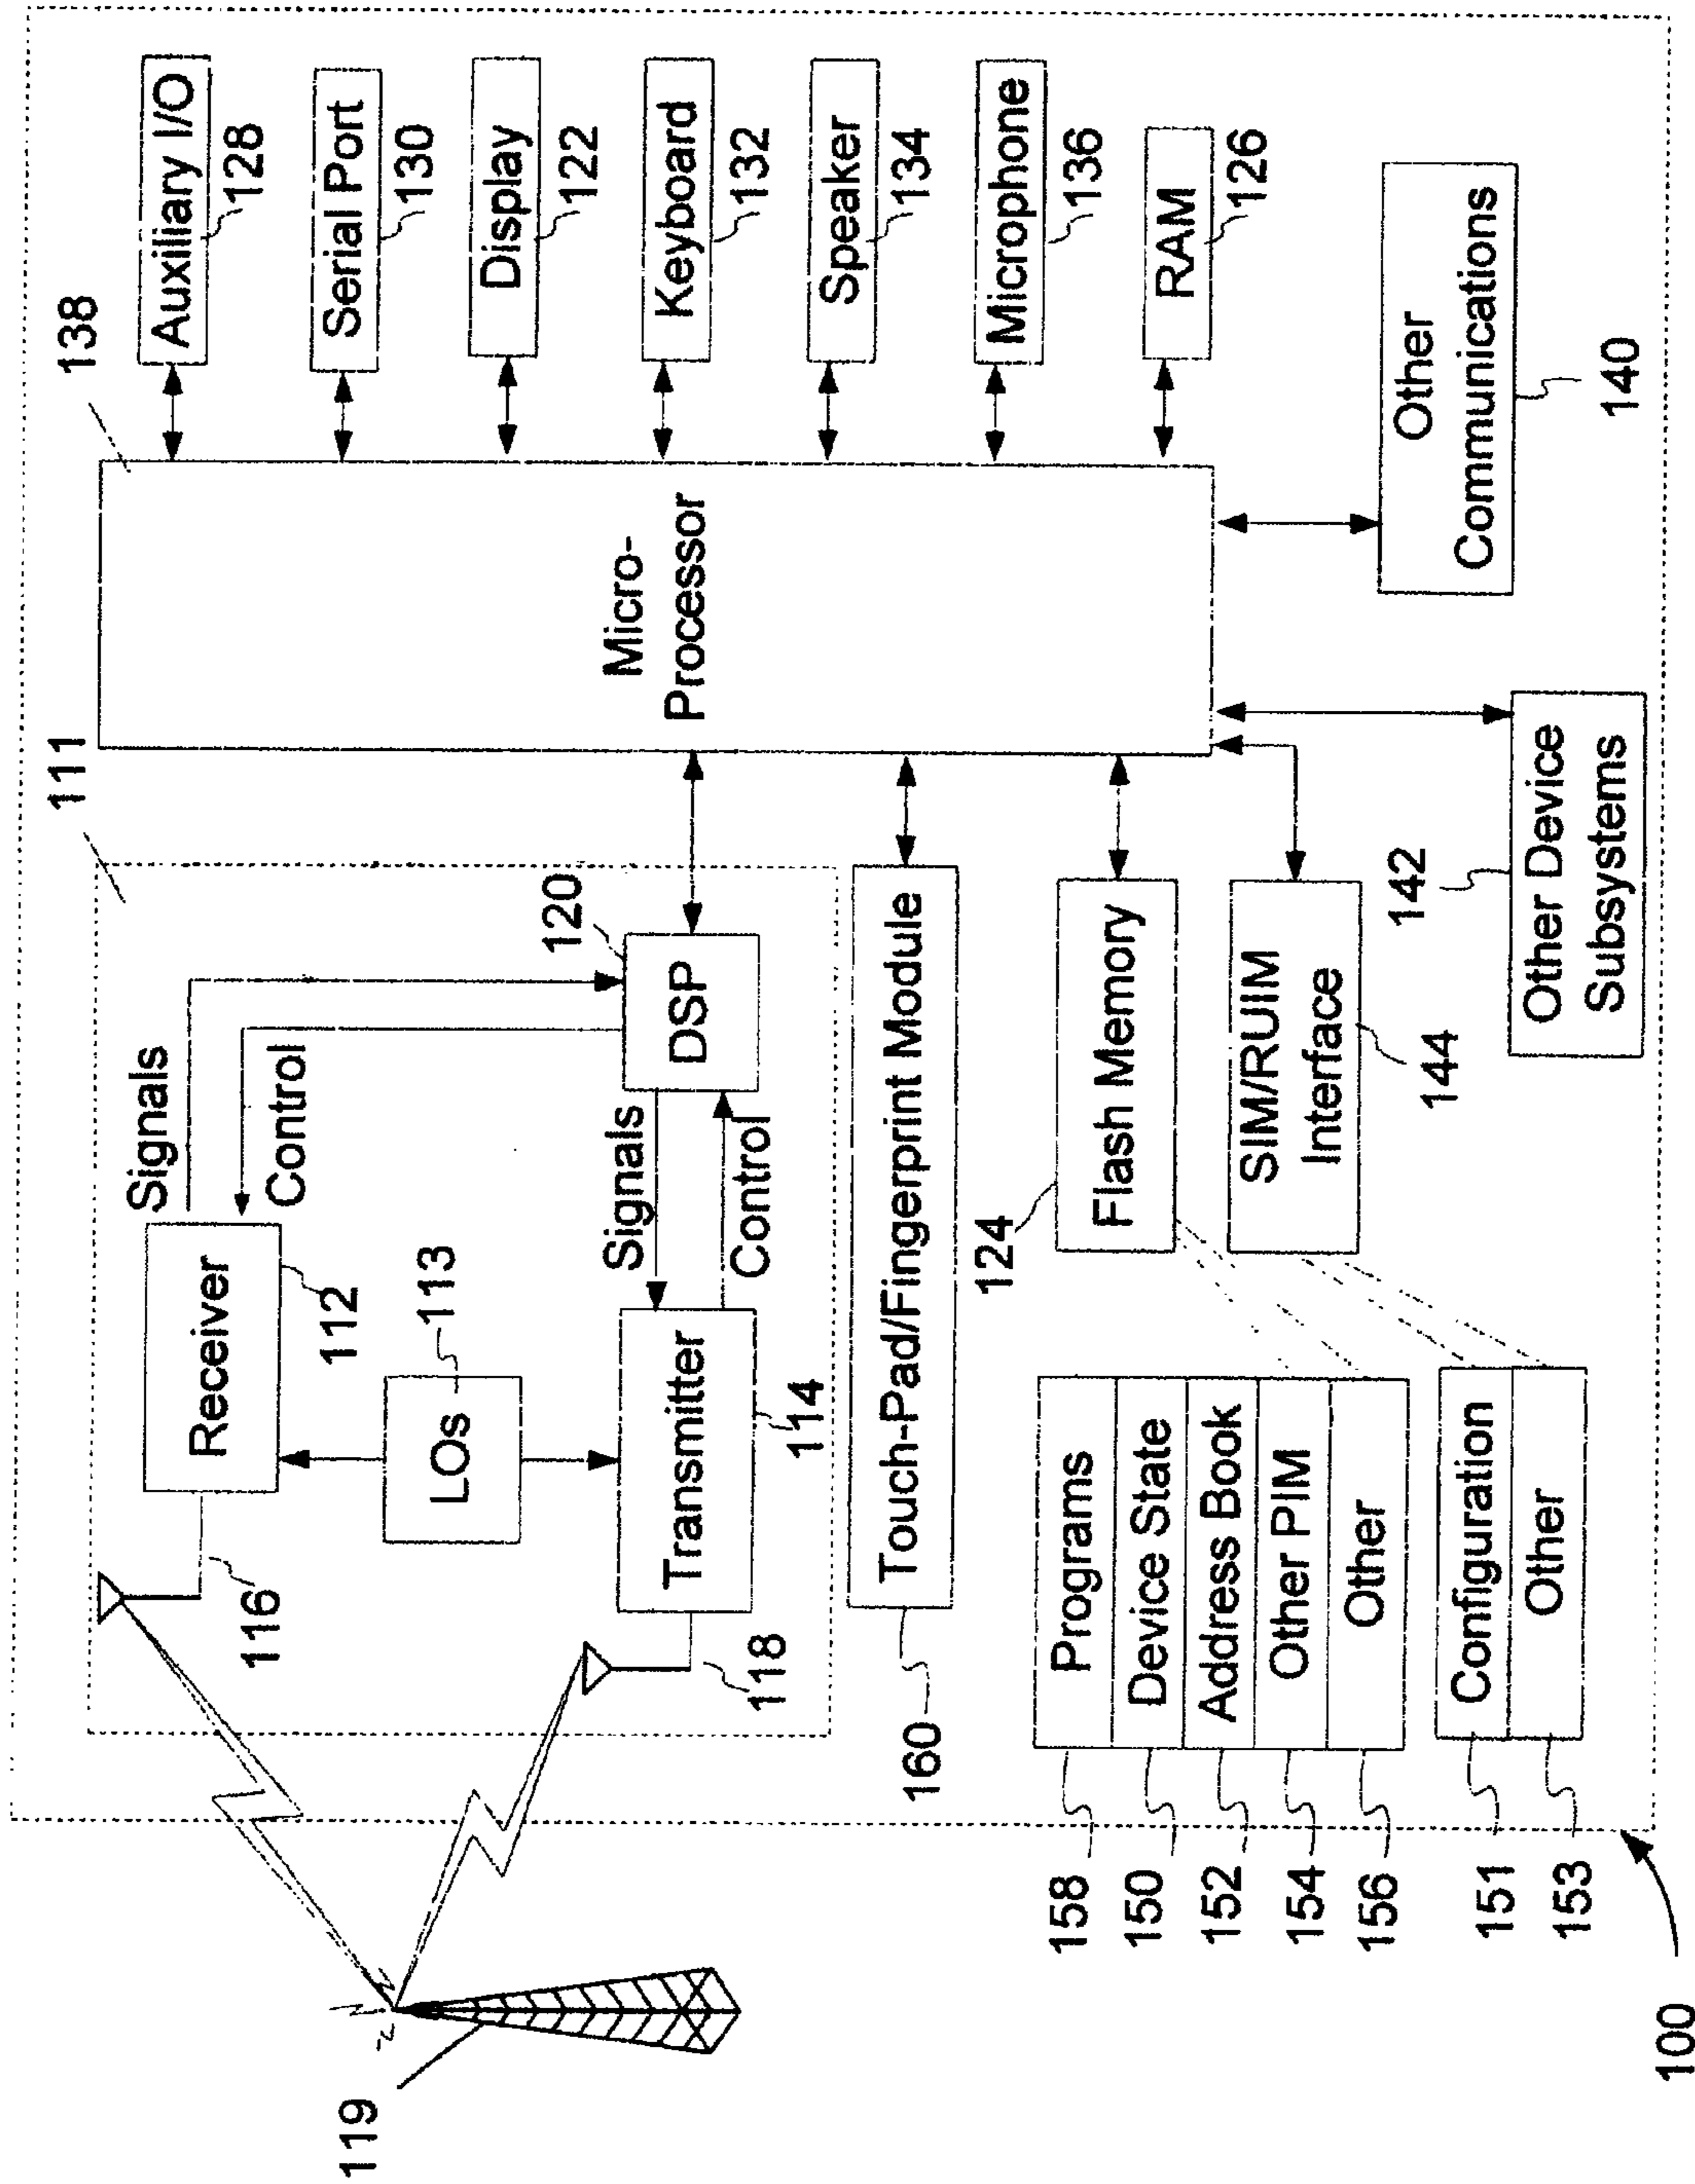 138
Auxiliary I/O
128
Serial Port
130
Display
122
Keyboard
132
Speaker
134
Microphone
136
RAM
126
Micro-
Processor
Other
Communications
140
111
Signals
Control
120
DSP
Receiver
112
LOs
113
Signals
Control
Transmitter
114
116
118
119
Touch-Pad/Fingerprint Module
160
124
Flash Memory
SIM/RUIM
Interface
144
142
Other Device
Subsystems
Programs
158
Device State
150
Address Book
152
Other PIM
154
Other
156
Configuration
151
Other
153
100